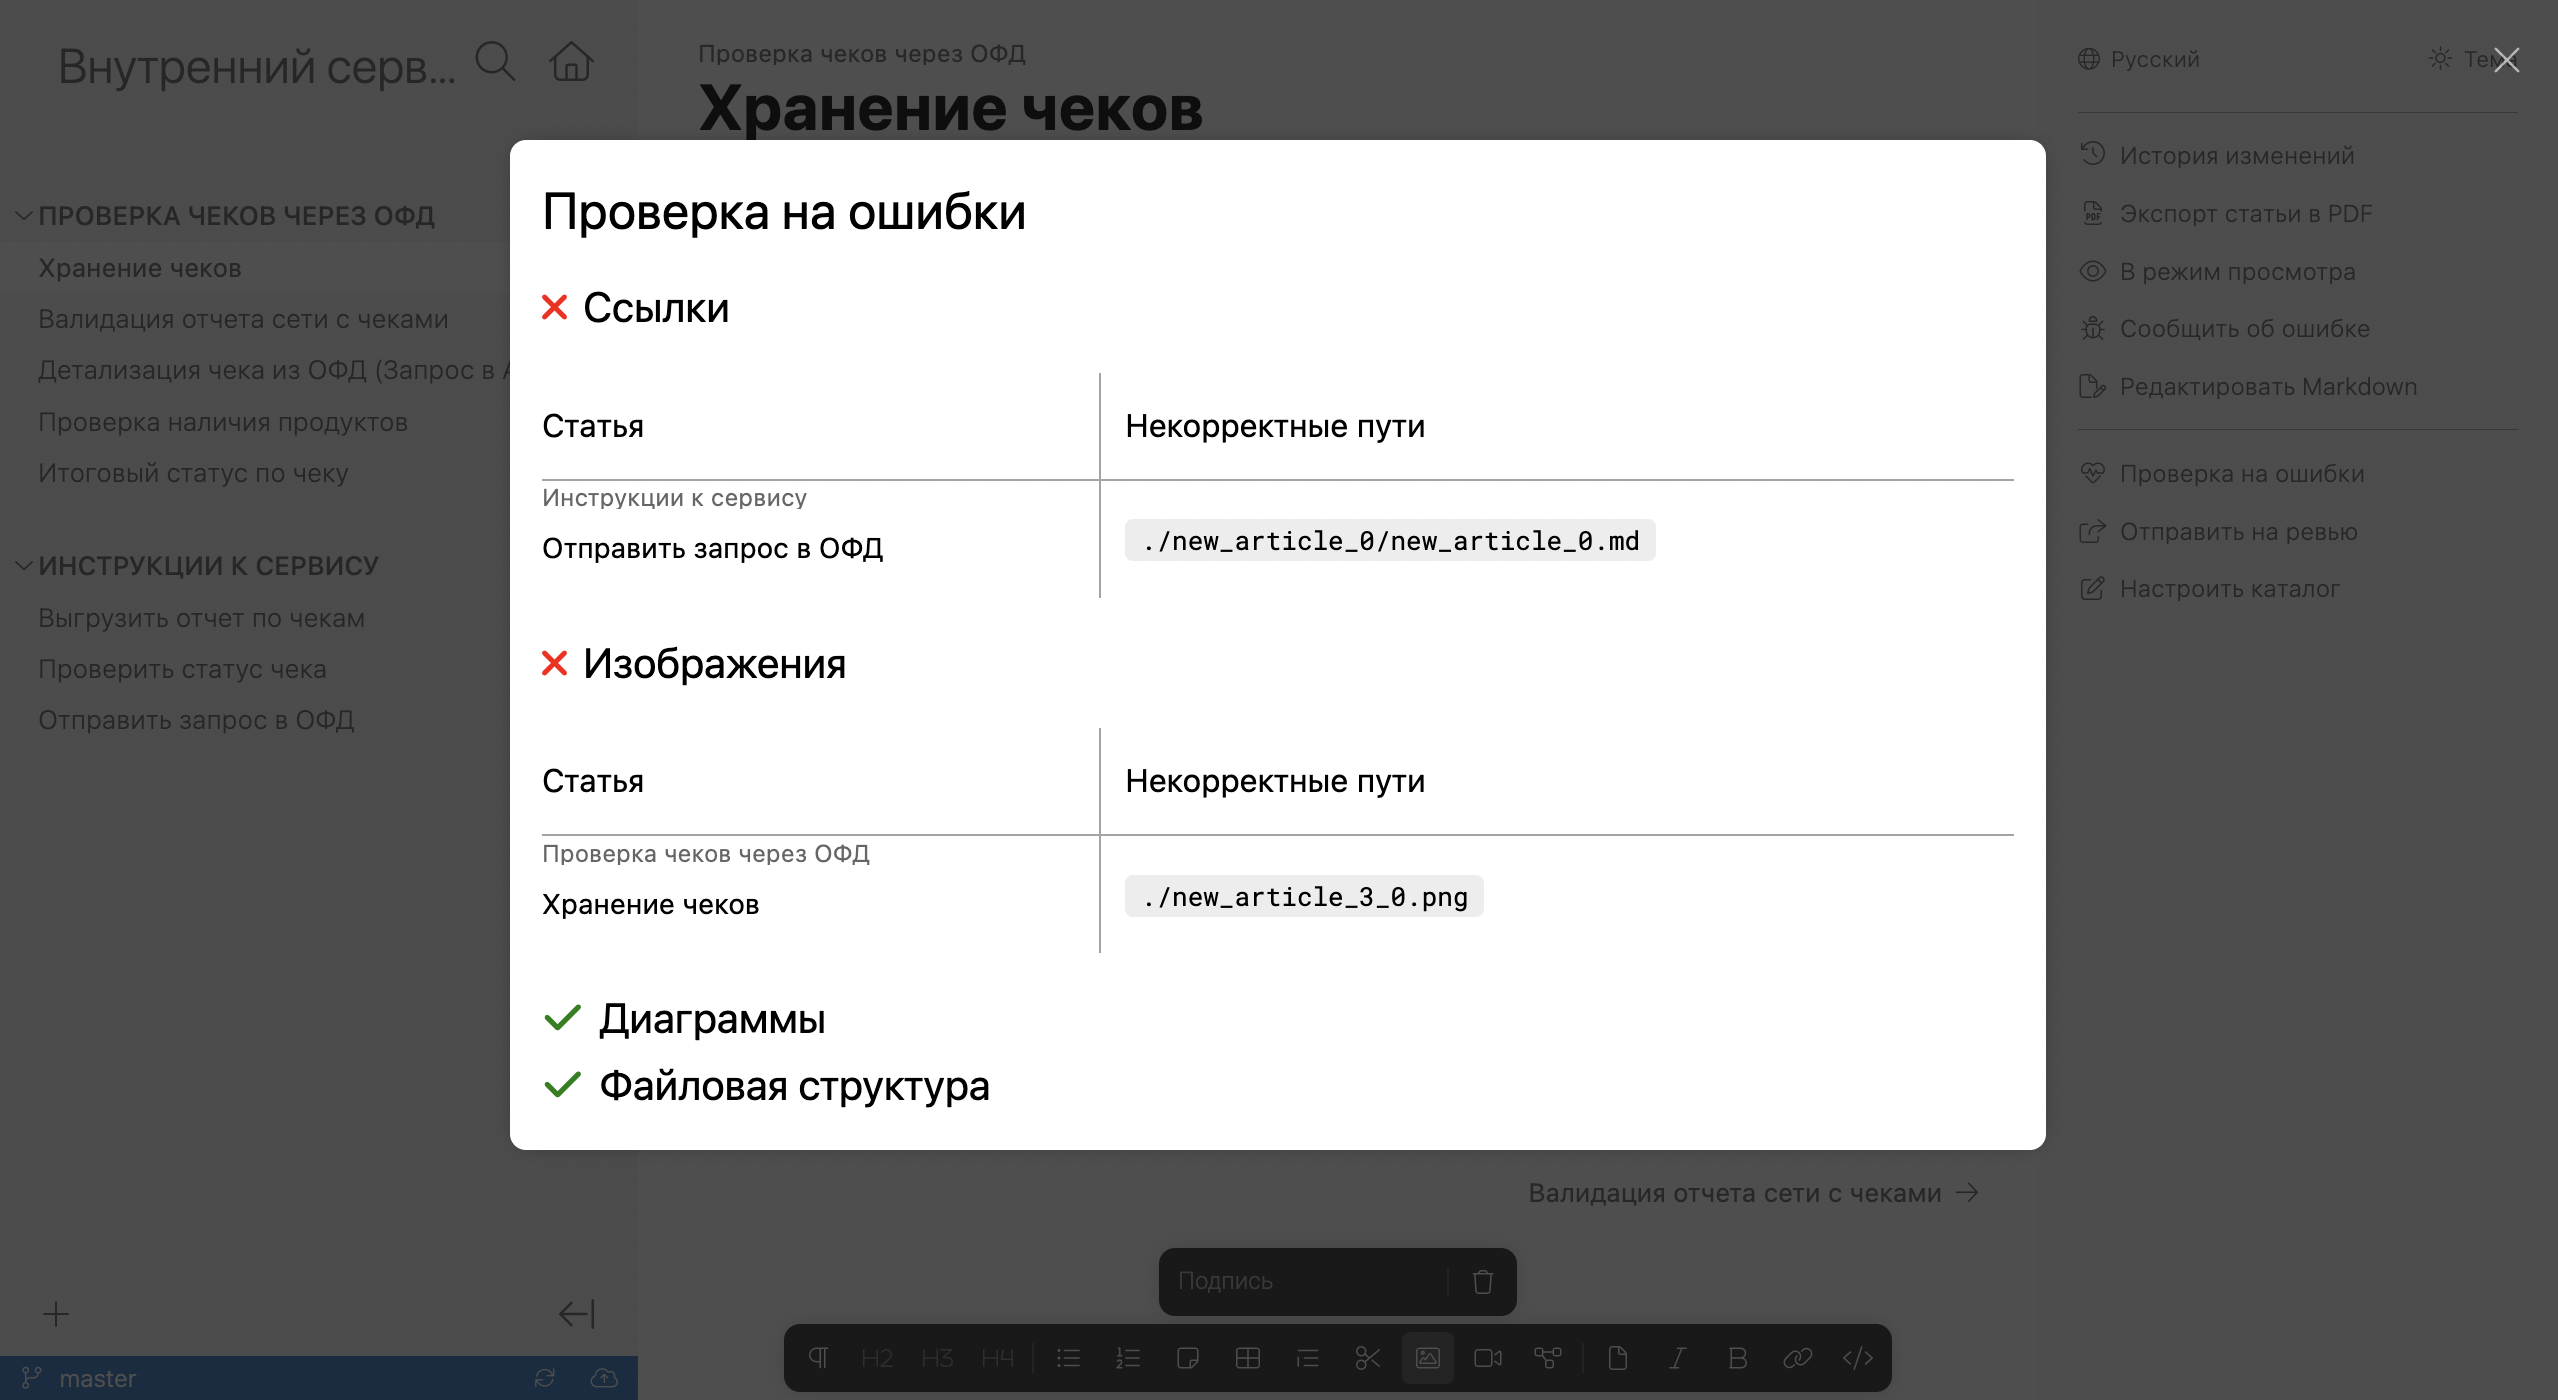 Внутренний серв...
ПРОВЕРКА ЧЕКОВ ЧЕРЕЗ ОФД
Хранение чеков
Валидация отчета сети с чеками
Детализация чека из ОФД (Запрос в
Проверка наличия продуктов
Итоговый статус по чеку
ИНСТРУКЦИИ К СЕРВИСУ
Выгрузить отчет по чекам
Проверить статус чека
Отправить запрос в ОФД
master
Проверка чеков через ОФД
Хранение чеков
Проверка на ошибки
Ссылки
Статья
Некорректные пути
Инструкции к сервису
Отправить запрос в ОФД
./new_article_0/new_article_0.md
Изображения
Статья
Некорректные пути
Проверка чеков через ОФД
Хранение чеков
./new_article_3_0.png
Диаграммы
Файловая структура
Валидация отчета сети с чеками
Подпись
H2 H3 H4 B
Русский
Тема
История изменений
Экспорт статьи в PDF
В режим просмотра
Сообщить об ошибке
Редактировать Markdown
Проверка на ошибки
Отправить на ревью
Настроить каталог